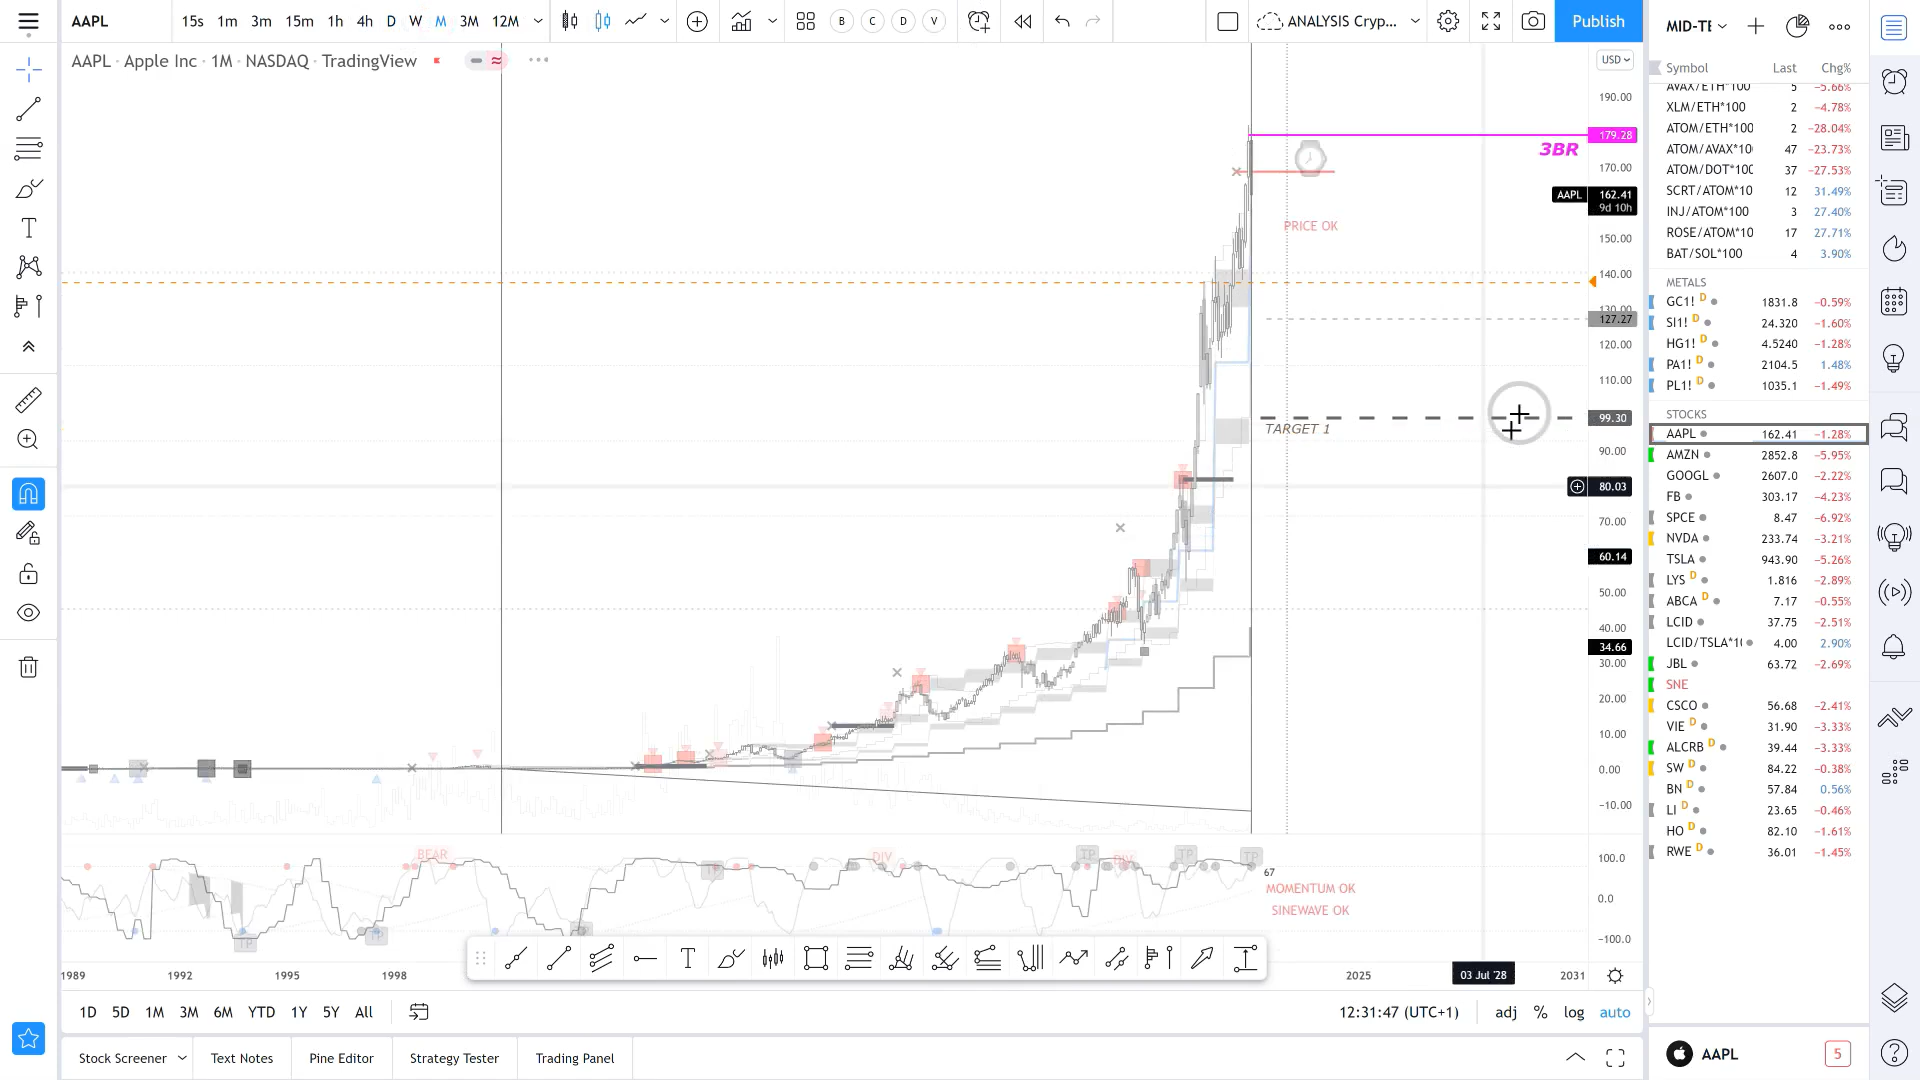 AAPL
15s 1m 3m 15m 1h 4h D W M 3M 12M
B C D V
ANALYSIS Cryp...
Publish
AAPL · Apple Inc · 1M · NASDAQ · TradingView
USD
190.00
179.28
3BR
170.00
AAPL 162.41
9d 10h
PRICE OK
150.00
140.00
127.27
120.00
110.00
99.30
TARGET 1
90.00
80.03
70.00
60.14
50.00
40.00
34.66
30.00
20.00
10.00
0.00
−10.00
BEAR
DIV
TP
TP
TP
100.0
67
MOMENTUM OK
0.0
SINEWAVE OK
TP
TP
−100.0
1989 1992 1995 1998 2025 03 Jul '28 2031
1D 5D 1M 3M 6M YTD 1Y 5Y All
12:31:47 (UTC+1) adj % log auto
Stock Screener Text Notes Pine Editor Strategy Tester Trading Panel
MID-TE
Symbol Last Chg%
AVAX/ETH*100 5 −5.66%
XLM/ETH*100 2 −4.78%
ATOM/ETH*100 2 −28.04%
ATOM/AVAX*10 47 −23.73%
ATOM/DOT*100 37 −27.53%
SCRT/ATOM*10 12 31.49%
INJ/ATOM*100 3 27.40%
ROSE/ATOM*10 17 27.71%
BAT/SOL*100 4 3.90%
METALS
GC1! D 1831.8 −0.59%
SI1! D 24.320 −1.60%
HG1! D 4.5240 −1.28%
PA1! D 2104.5 1.48%
PL1! D 1035.1 −1.49%
STOCKS
AAPL 162.41 −1.28%
AMZN 2852.8 −5.95%
GOOGL 2607.0 −2.22%
FB 303.17 −4.23%
SPCE 8.47 −6.92%
NVDA 233.74 −3.21%
TSLA 943.90 −5.26%
LYS D 1.816 −2.89%
ABCA D 7.17 −0.55%
LCID 37.75 −2.51%
LCID/TSLA*1 4.00 2.90%
JBL 63.72 −2.69%
SNE
CSCO 56.68 −2.41%
VIE D 31.90 −3.33%
ALCRB D 39.44 −3.33%
SW D 84.22 −0.38%
BN D 57.84 0.56%
LI D 23.65 −0.46%
HO D 82.10 −1.61%
RWE D 36.01 −1.45%
AAPL 5